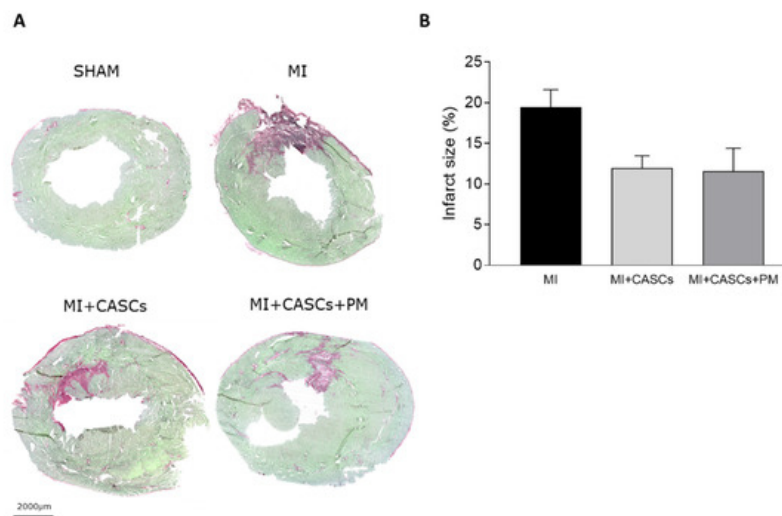 A
SHAM
MI
MI+CASCs
MI+CASCs+PM
2000µm
B
Infarct size (%)
25
20
15
10
5
0
MI
MI+CASCs
MI+CASCs+PM